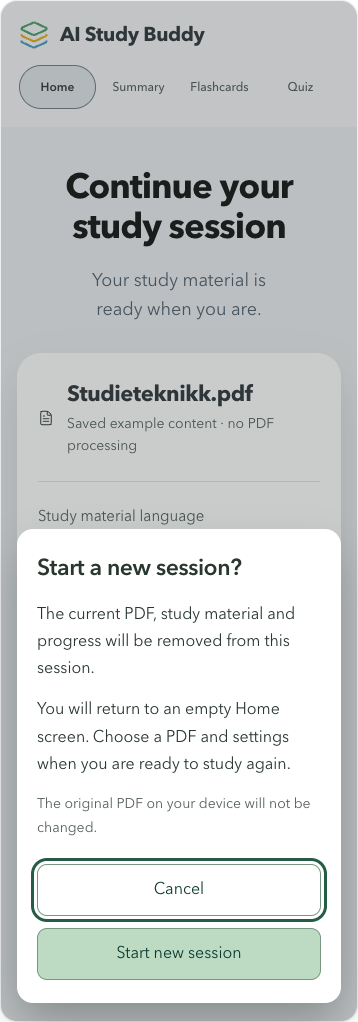 AI Study Buddy
Home
Summary
Flashcards
Quiz
Continue your
study session
Your study material is
ready when you are.
Studieteknikk.pdf
Saved example content · no PDF
processing
Study material language
Start a new session?
The current PDF, study material and
progress will be removed from this
session.
You will return to an empty Home
screen. Choose a PDF and settings
when you are ready to study again.
The original PDF on your device will not be
changed.
Cancel
Start new session